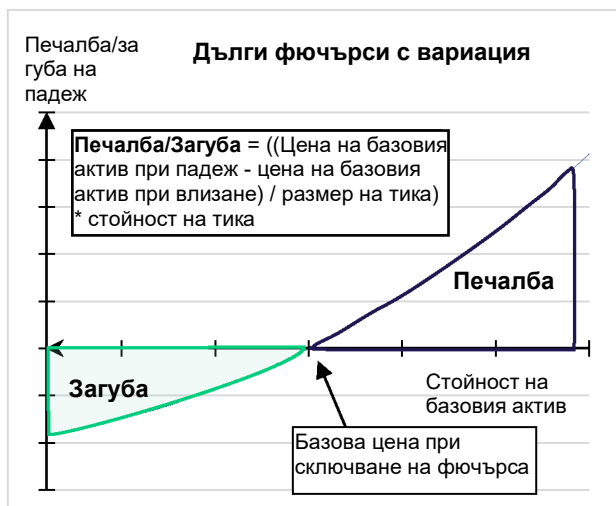 Печалба/за
губа на
падеж
Дълги фючърси с вариация
Печалба/Загуба = ((Цена на базовия
актив при падеж - цена на базовия
актив при влизане) / размер на тика)
* стойност на тика
Печалба
Загуба
Стойност на
базовия актив
Базова цена при
сключване на фючърса